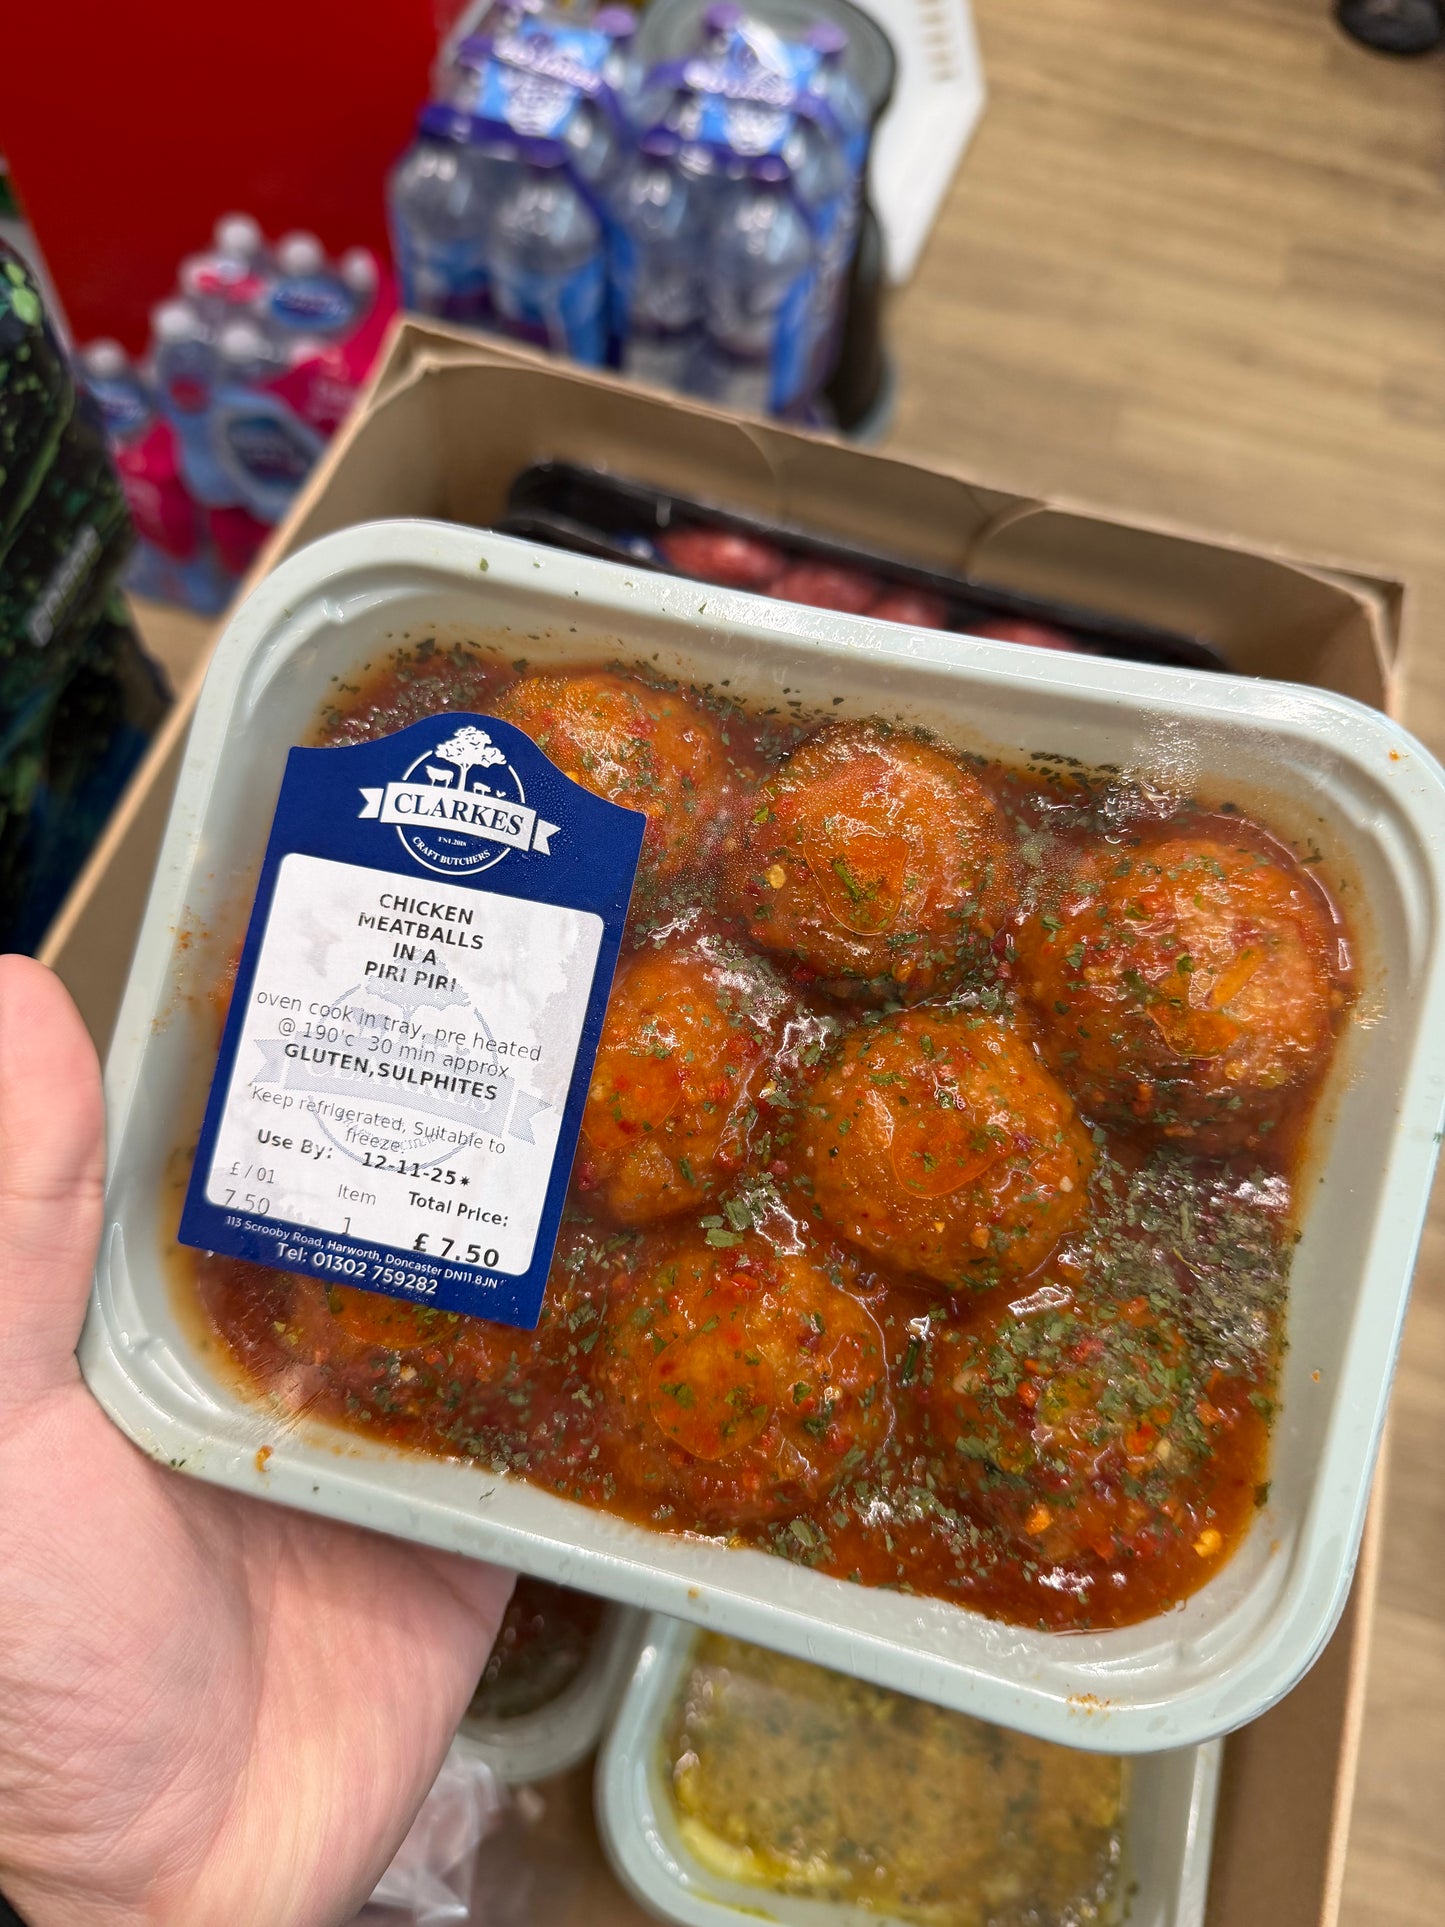 CLARKES
EST.2018
CRAFT BUTCHERS
CHICKEN
MEATBALLS
IN A
PIRI PIRI
oven cook in tray, pre heated
@ 190'c 30 min approx
GLUTEN,SULPHITES
Keep refrigerated, Suitable to
freeze.
Use By: 12-11-25*
£ / 01 Item Total Price:
7.50 1 £ 7.50
113 Scrooby Road, Harworth, Doncaster DN11 8JN
Tel: 01302 759282